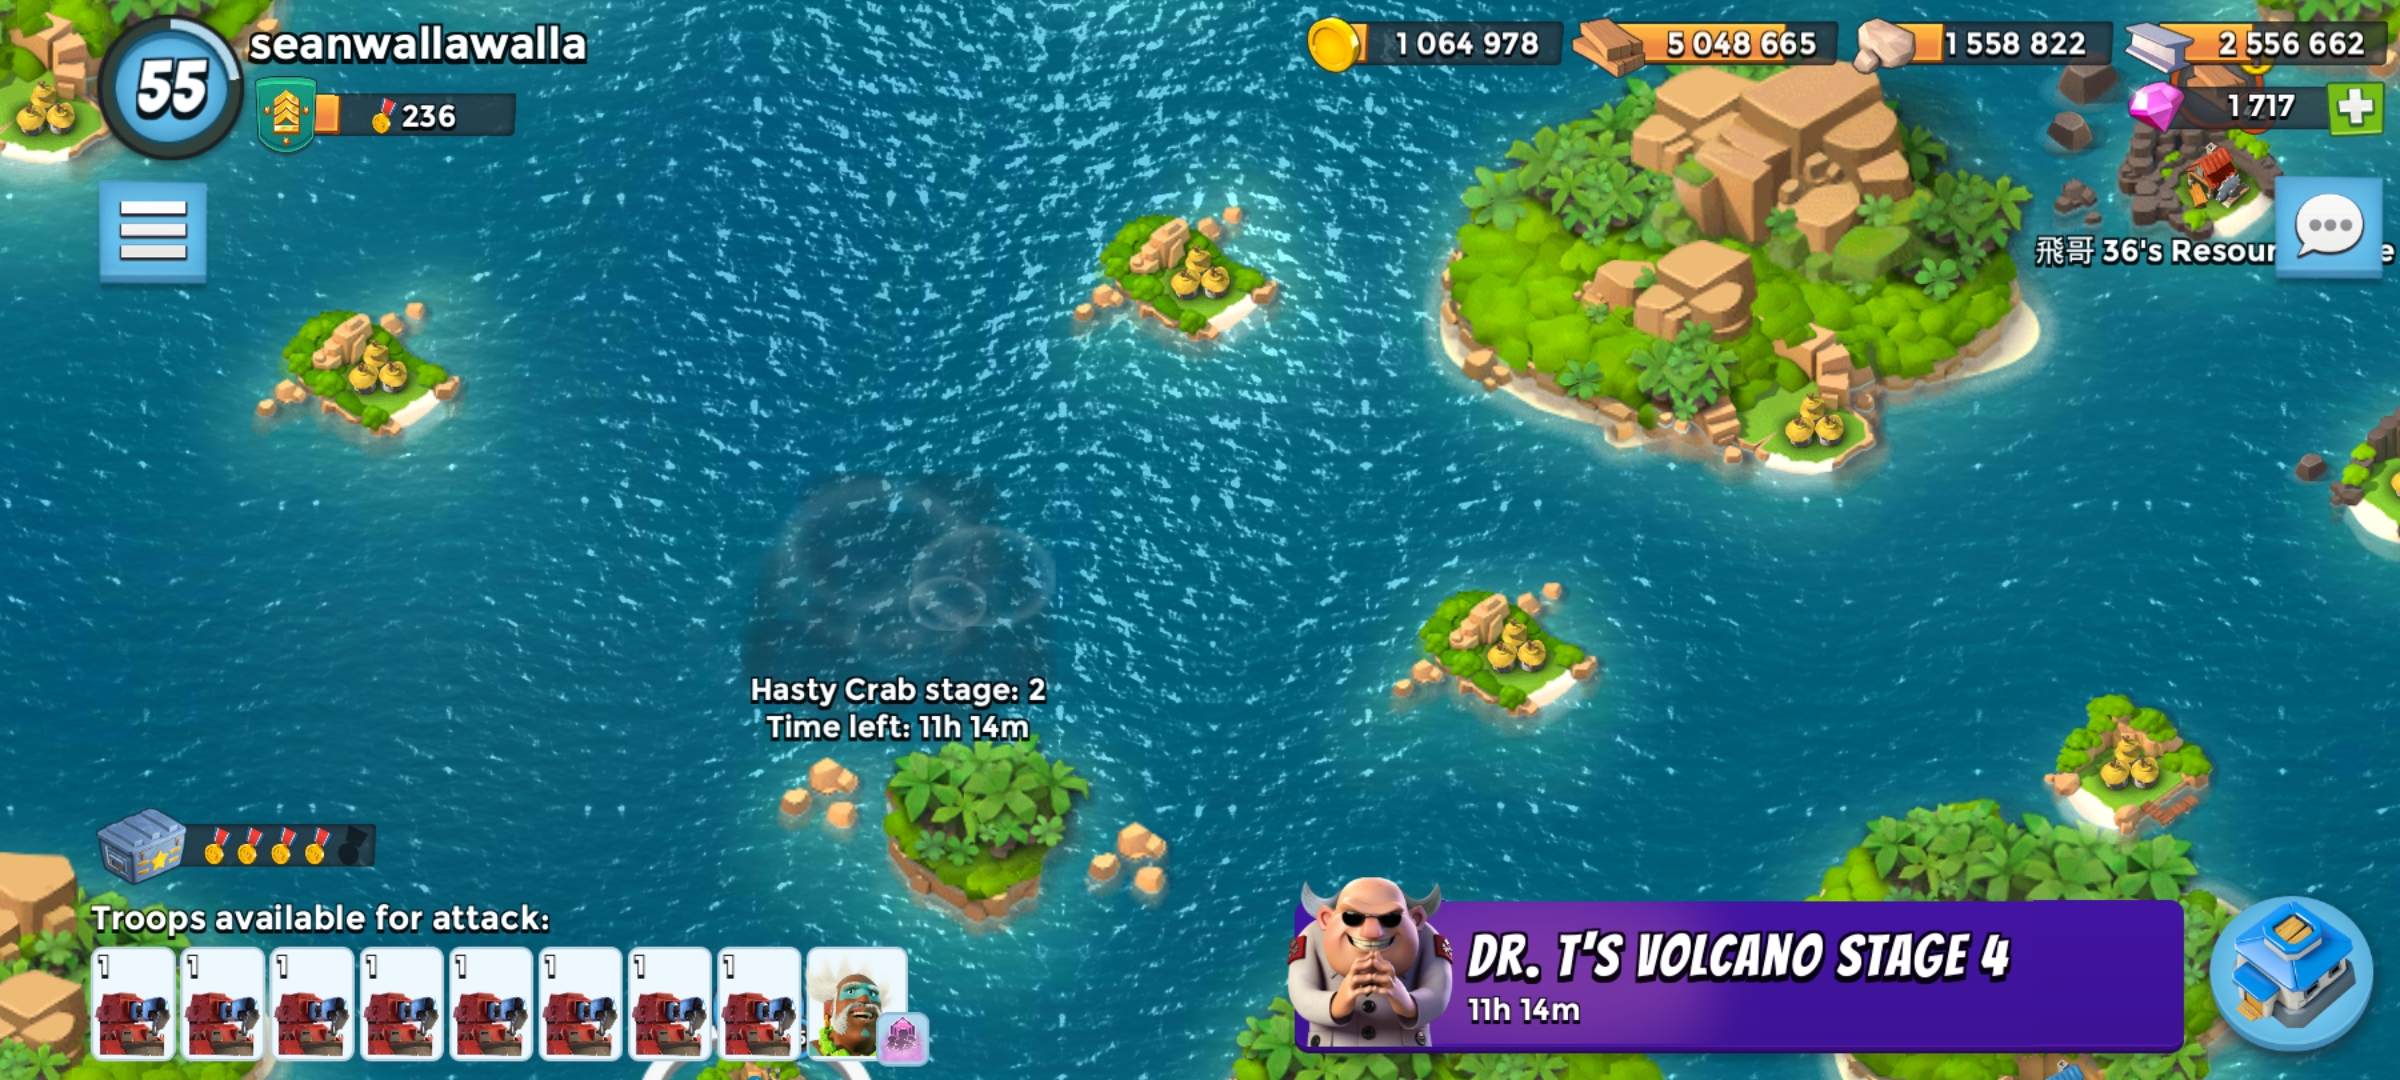 55
seanwallawalla
236
1 064 978
5 048 665
1 558 822
2 556 662
1 717
飛哥 36's
Hasty Crab stage: 2
Time left: 11h 14m
Troops available for attack:
1 1 1 1 1 1 1 1
DR. T'S VOLCANO STAGE 4
11h 14m